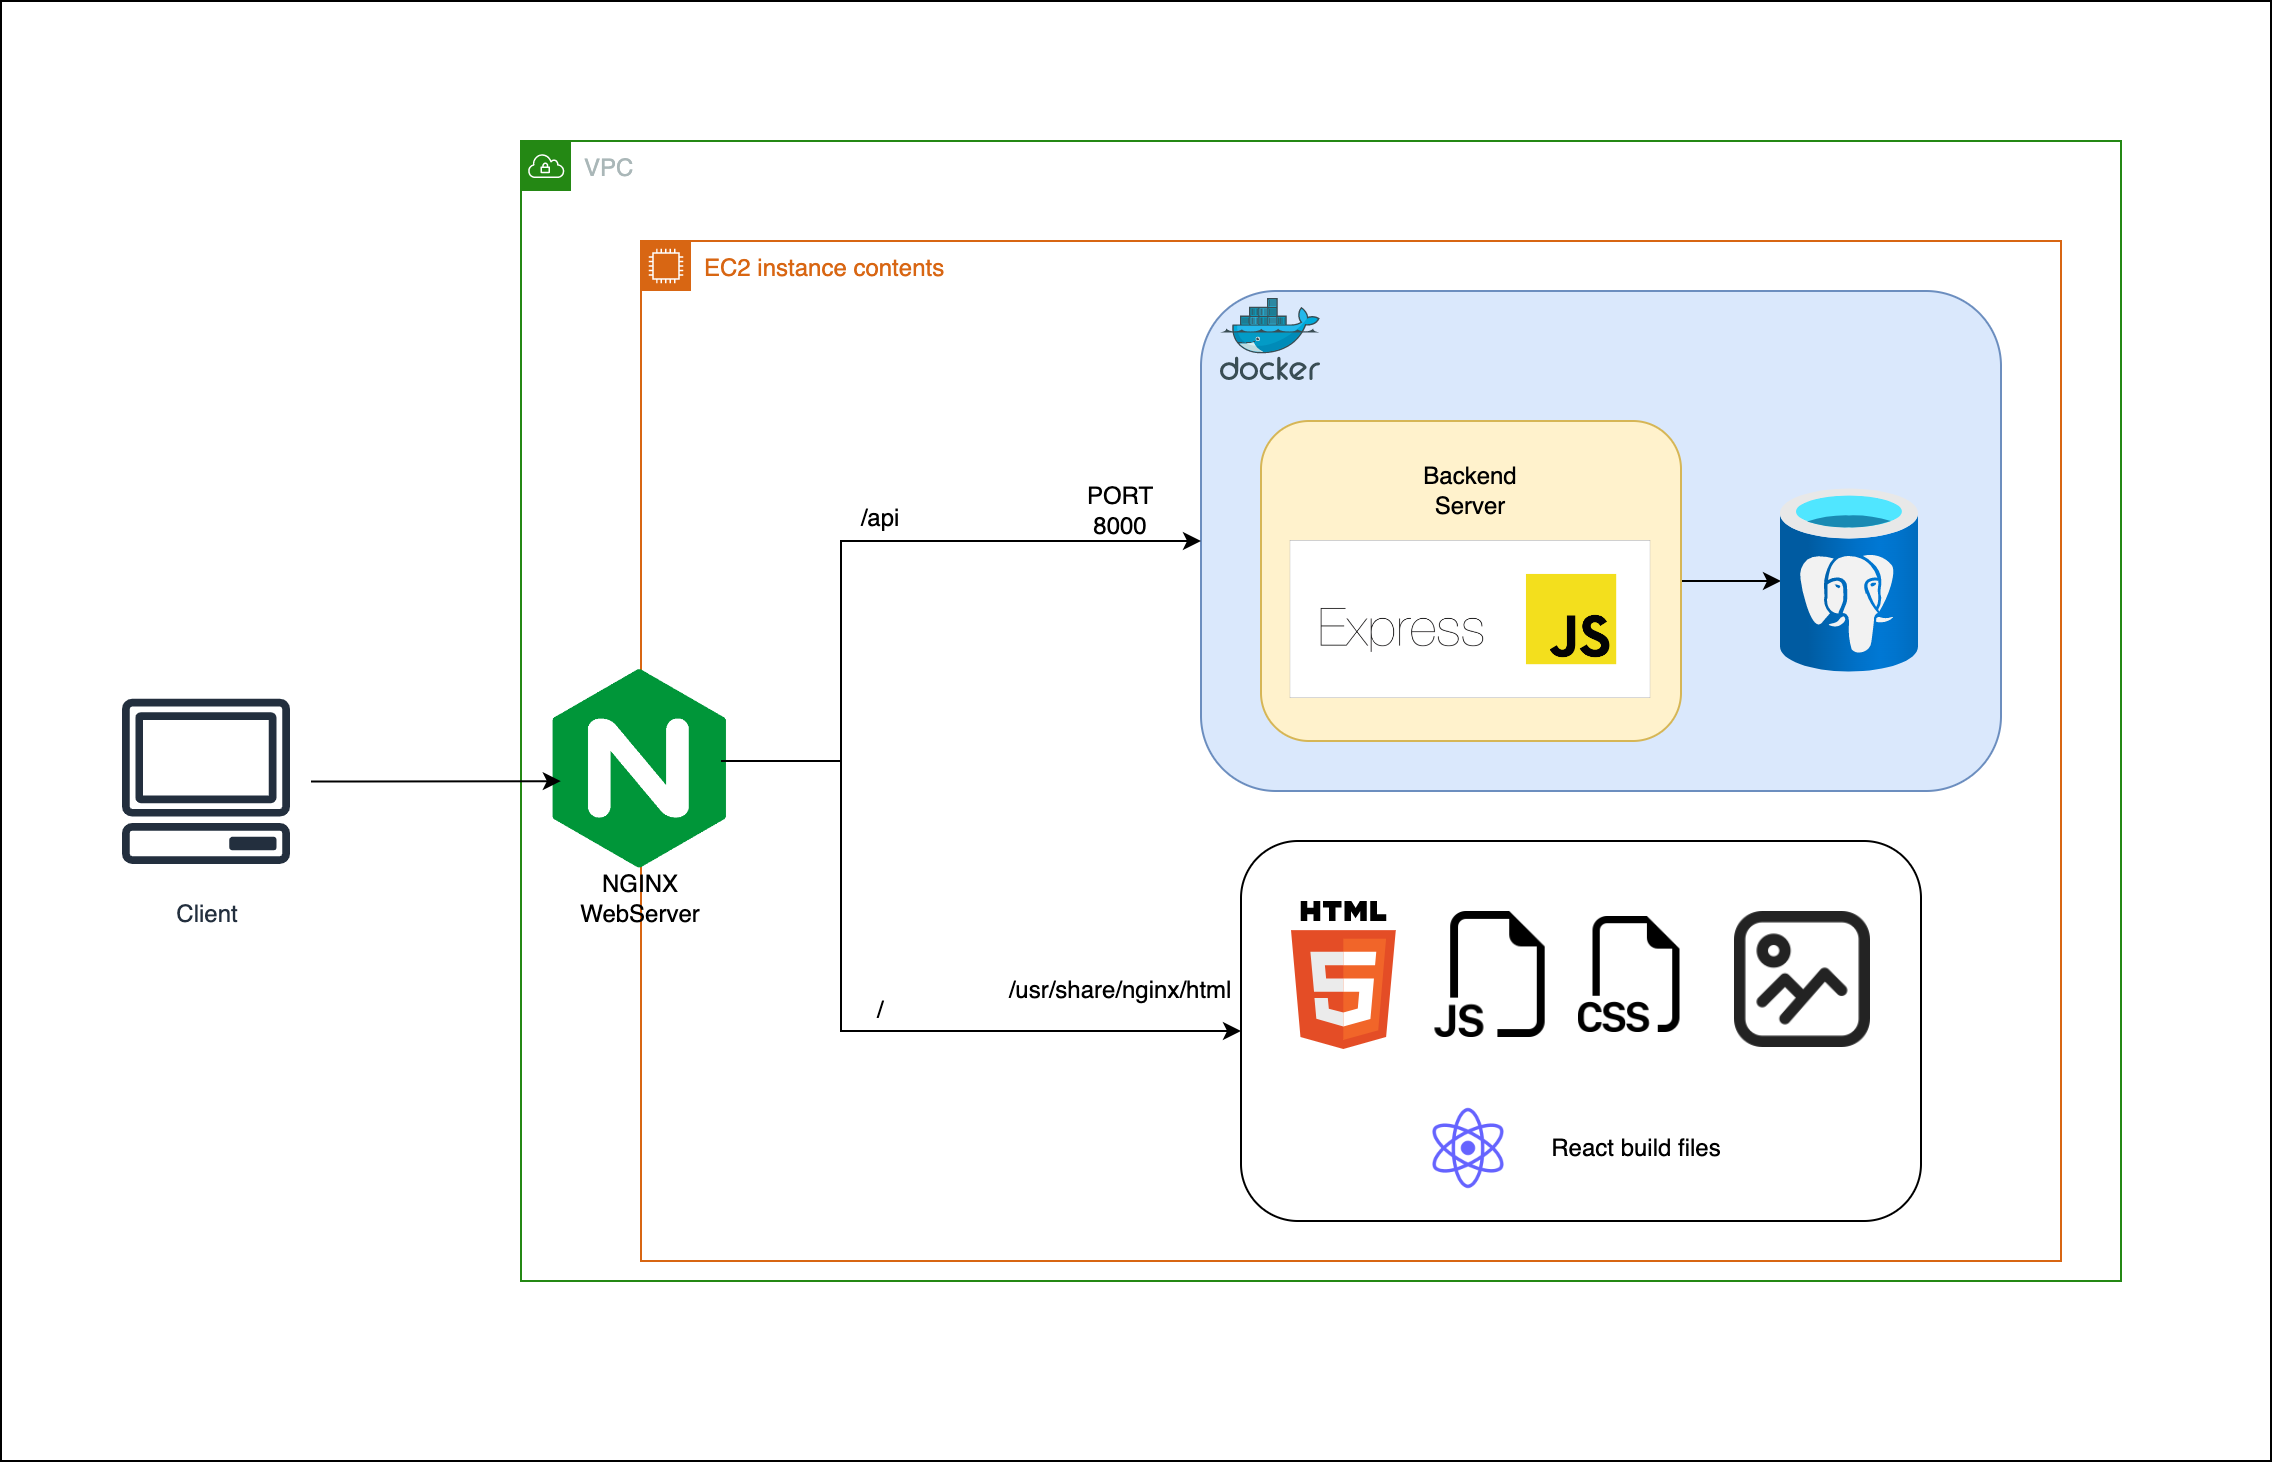 VPC
EC2 instance contents
docker
Backend
Server
PORT
8000
/api
Express
JS
NGINX
WebServer
Client
HTML
5
JS
CSS
/usr/share/nginx/html
/
React build files